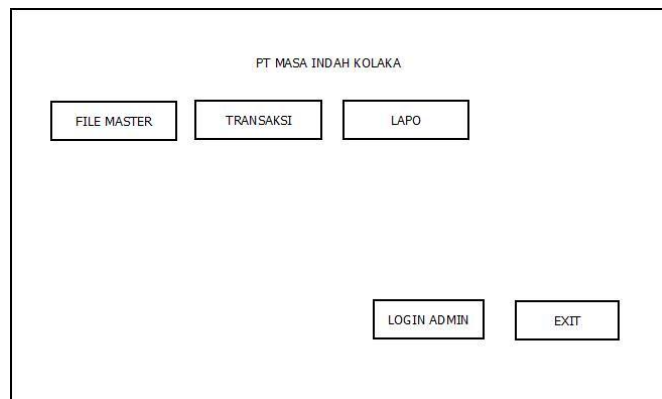 PT MASA INDAH KOLAKA
FILE MASTER TRANSAKSI LAPO
LOGIN ADMIN EXIT